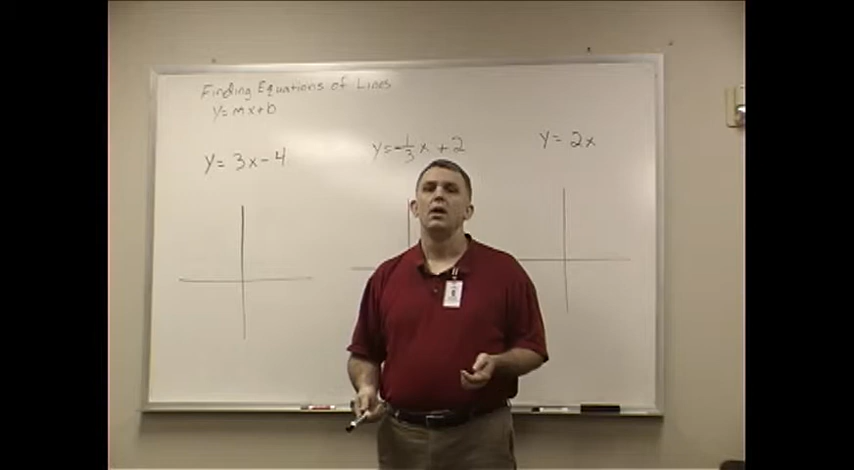 Finding Equations of Lines
y = mx + b
y = 3x - 4
y = -1/3 x + 2
y = 2x